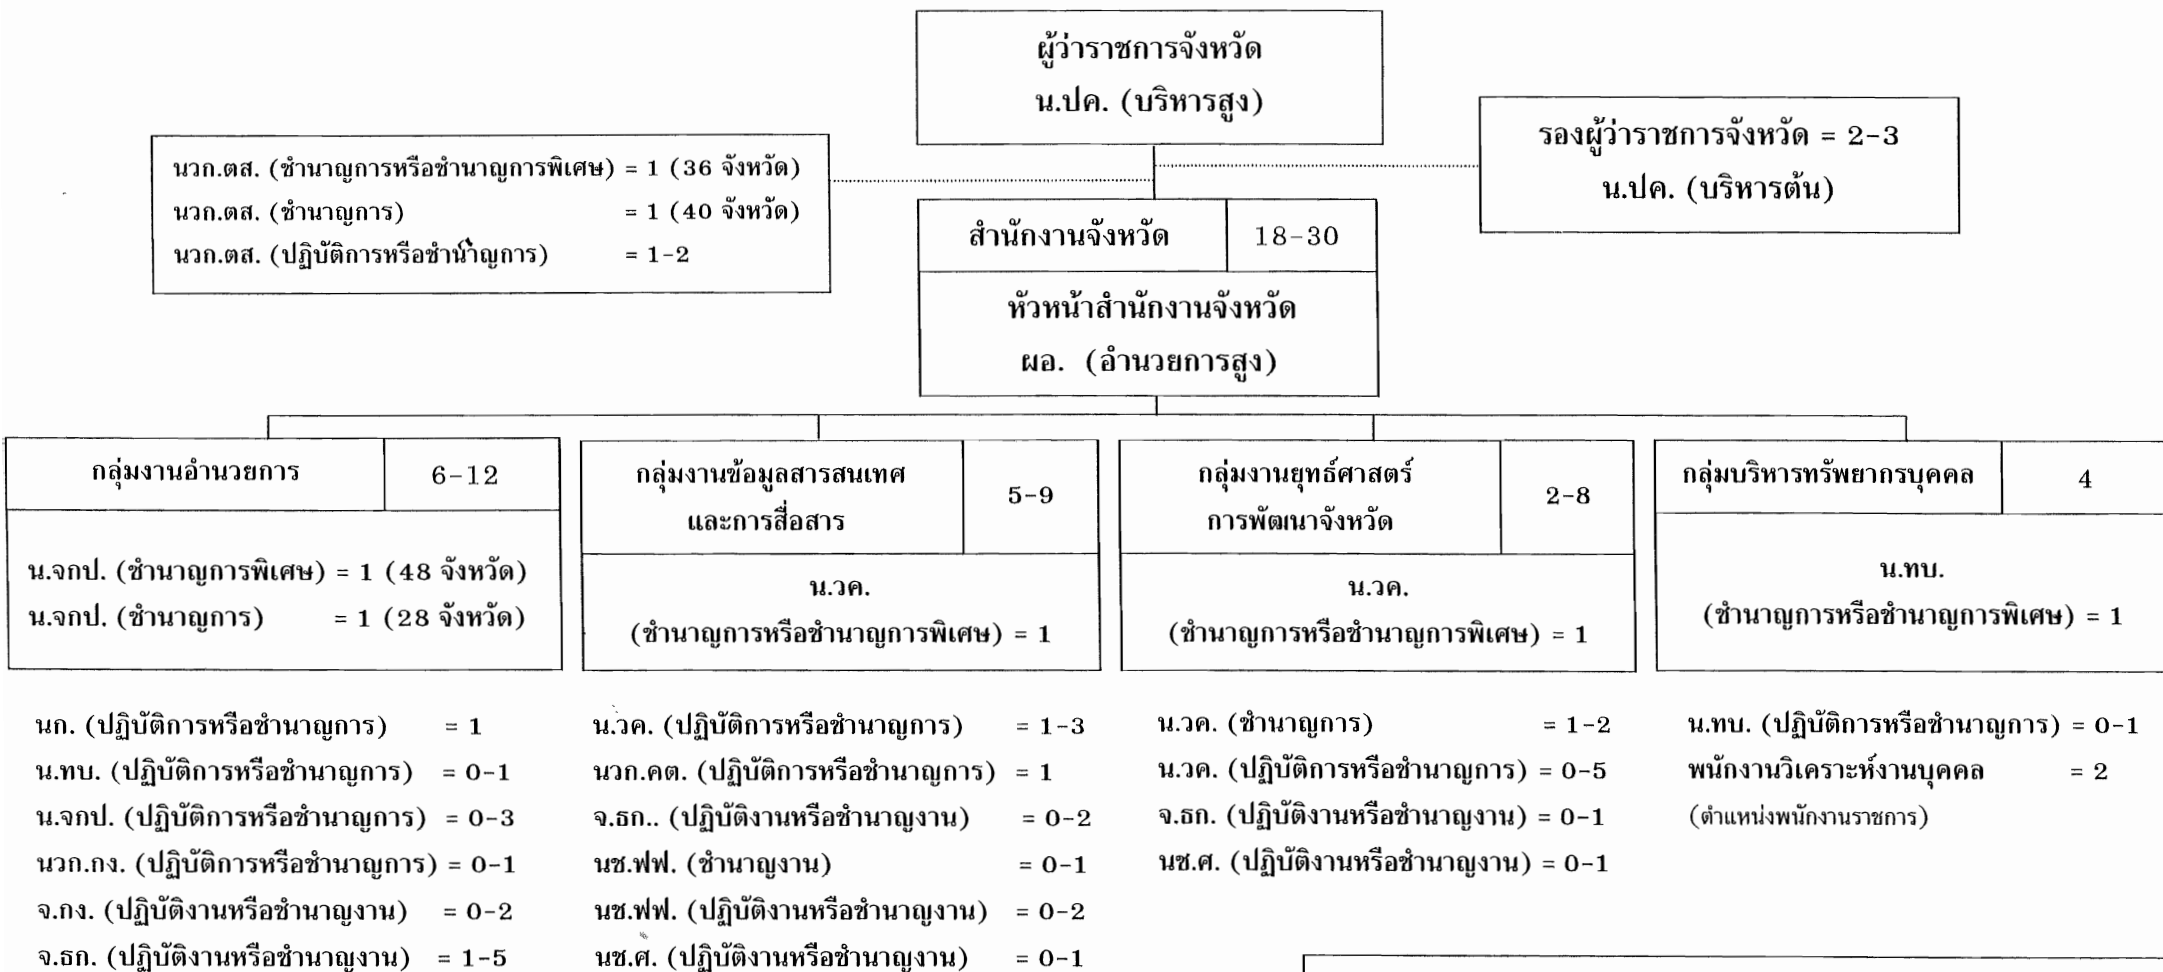 ผู้ว่าราชการจังหวัด
น.ปค. (บริหารสูง)
รองผู้ว่าราชการจังหวัด = 2-3
น.ปค. (บริหารต้น)
นวก.ตส. (ชำนาญการหรือชำนาญการพิเศษ) = 1 (36 จังหวัด)
นวก.ตส. (ชำนาญการ) = 1 (40 จังหวัด)
นวก.ตส. (ปฏิบัติการหรือชำนาญการ) = 1-2
สำนักงานจังหวัด 18-30
หัวหน้าสำนักงานจังหวัด
ผอ. (อำนวยการสูง)
กลุ่มงานอำนวยการ 6-12
น.จกป. (ชำนาญการพิเศษ) = 1 (48 จังหวัด)
น.จกป. (ชำนาญการ) = 1 (28 จังหวัด)
นก. (ปฏิบัติการหรือชำนาญการ) = 1
น.ทบ. (ปฏิบัติการหรือชำนาญการ) = 0-1
น.จกป. (ปฏิบัติการหรือชำนาญการ) = 0-3
นวก.กง. (ปฏิบัติการหรือชำนาญการ) = 0-1
จ.กง. (ปฏิบัติงานหรือชำนาญงาน) = 0-2
จ.ธก. (ปฏิบัติงานหรือชำนาญงาน) = 1-5
กลุ่มงานข้อมูลสารสนเทศ
และการสื่อสาร
5-9
น.วค.
(ชำนาญการหรือชำนาญการพิเศษ) = 1
น.วค. (ปฏิบัติการหรือชำนาญการ) = 1-3
นวก.คต. (ปฏิบัติการหรือชำนาญการ) = 1
จ.ธก.. (ปฏิบัติงานหรือชำนาญงาน) = 0-2
นช.ฟฟ. (ชำนาญงาน) = 0-1
นช.ฟฟ. (ปฏิบัติงานหรือชำนาญงาน) = 0-2
นช.ศ. (ปฏิบัติงานหรือชำนาญงาน) = 0-1
กลุ่มงานยุทธ์ศาสตร์
การพัฒนาจังหวัด
2-8
น.วค.
(ชำนาญการหรือชำนาญการพิเศษ) = 1
น.วค. (ชำนาญการ) = 1-2
น.วค. (ปฏิบัติการหรือชำนาญการ) = 0-5
จ.ธก. (ปฏิบัติงานหรือชำนาญงาน) = 0-1
นช.ศ. (ปฏิบัติงานหรือชำนาญงาน) = 0-1
กลุ่มบริหารทรัพยากรบุคคล 4
น.ทบ.
(ชำนาญการหรือชำนาญการพิเศษ) = 1
น.ทบ. (ปฏิบัติการหรือชำนาญการ) = 0-1
พนักงานวิเคราะห์งานบุคคล = 2
(ตำแหน่งพนักงานราชการ)